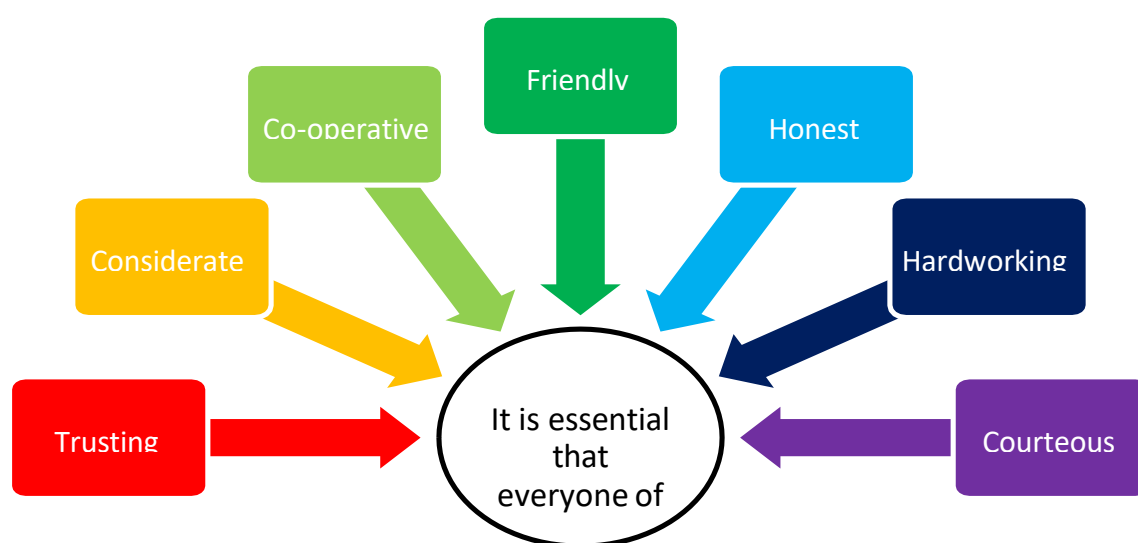 Friendly
Co-operative
Honest
Considerate
Hardworking
Trusting
Courteous
It is essential
that
everyone of